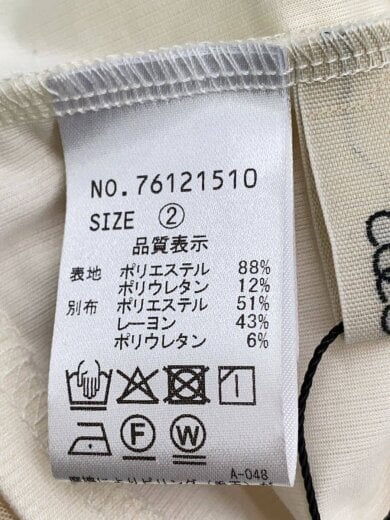 NO.76121510
SIZE ②
品質表示
表地 ポリエステル 88%
ポリウレタン 12%
別布 ポリエステル 51%
レーヨン 43%
ポリウレタン 6%
F W
A-048